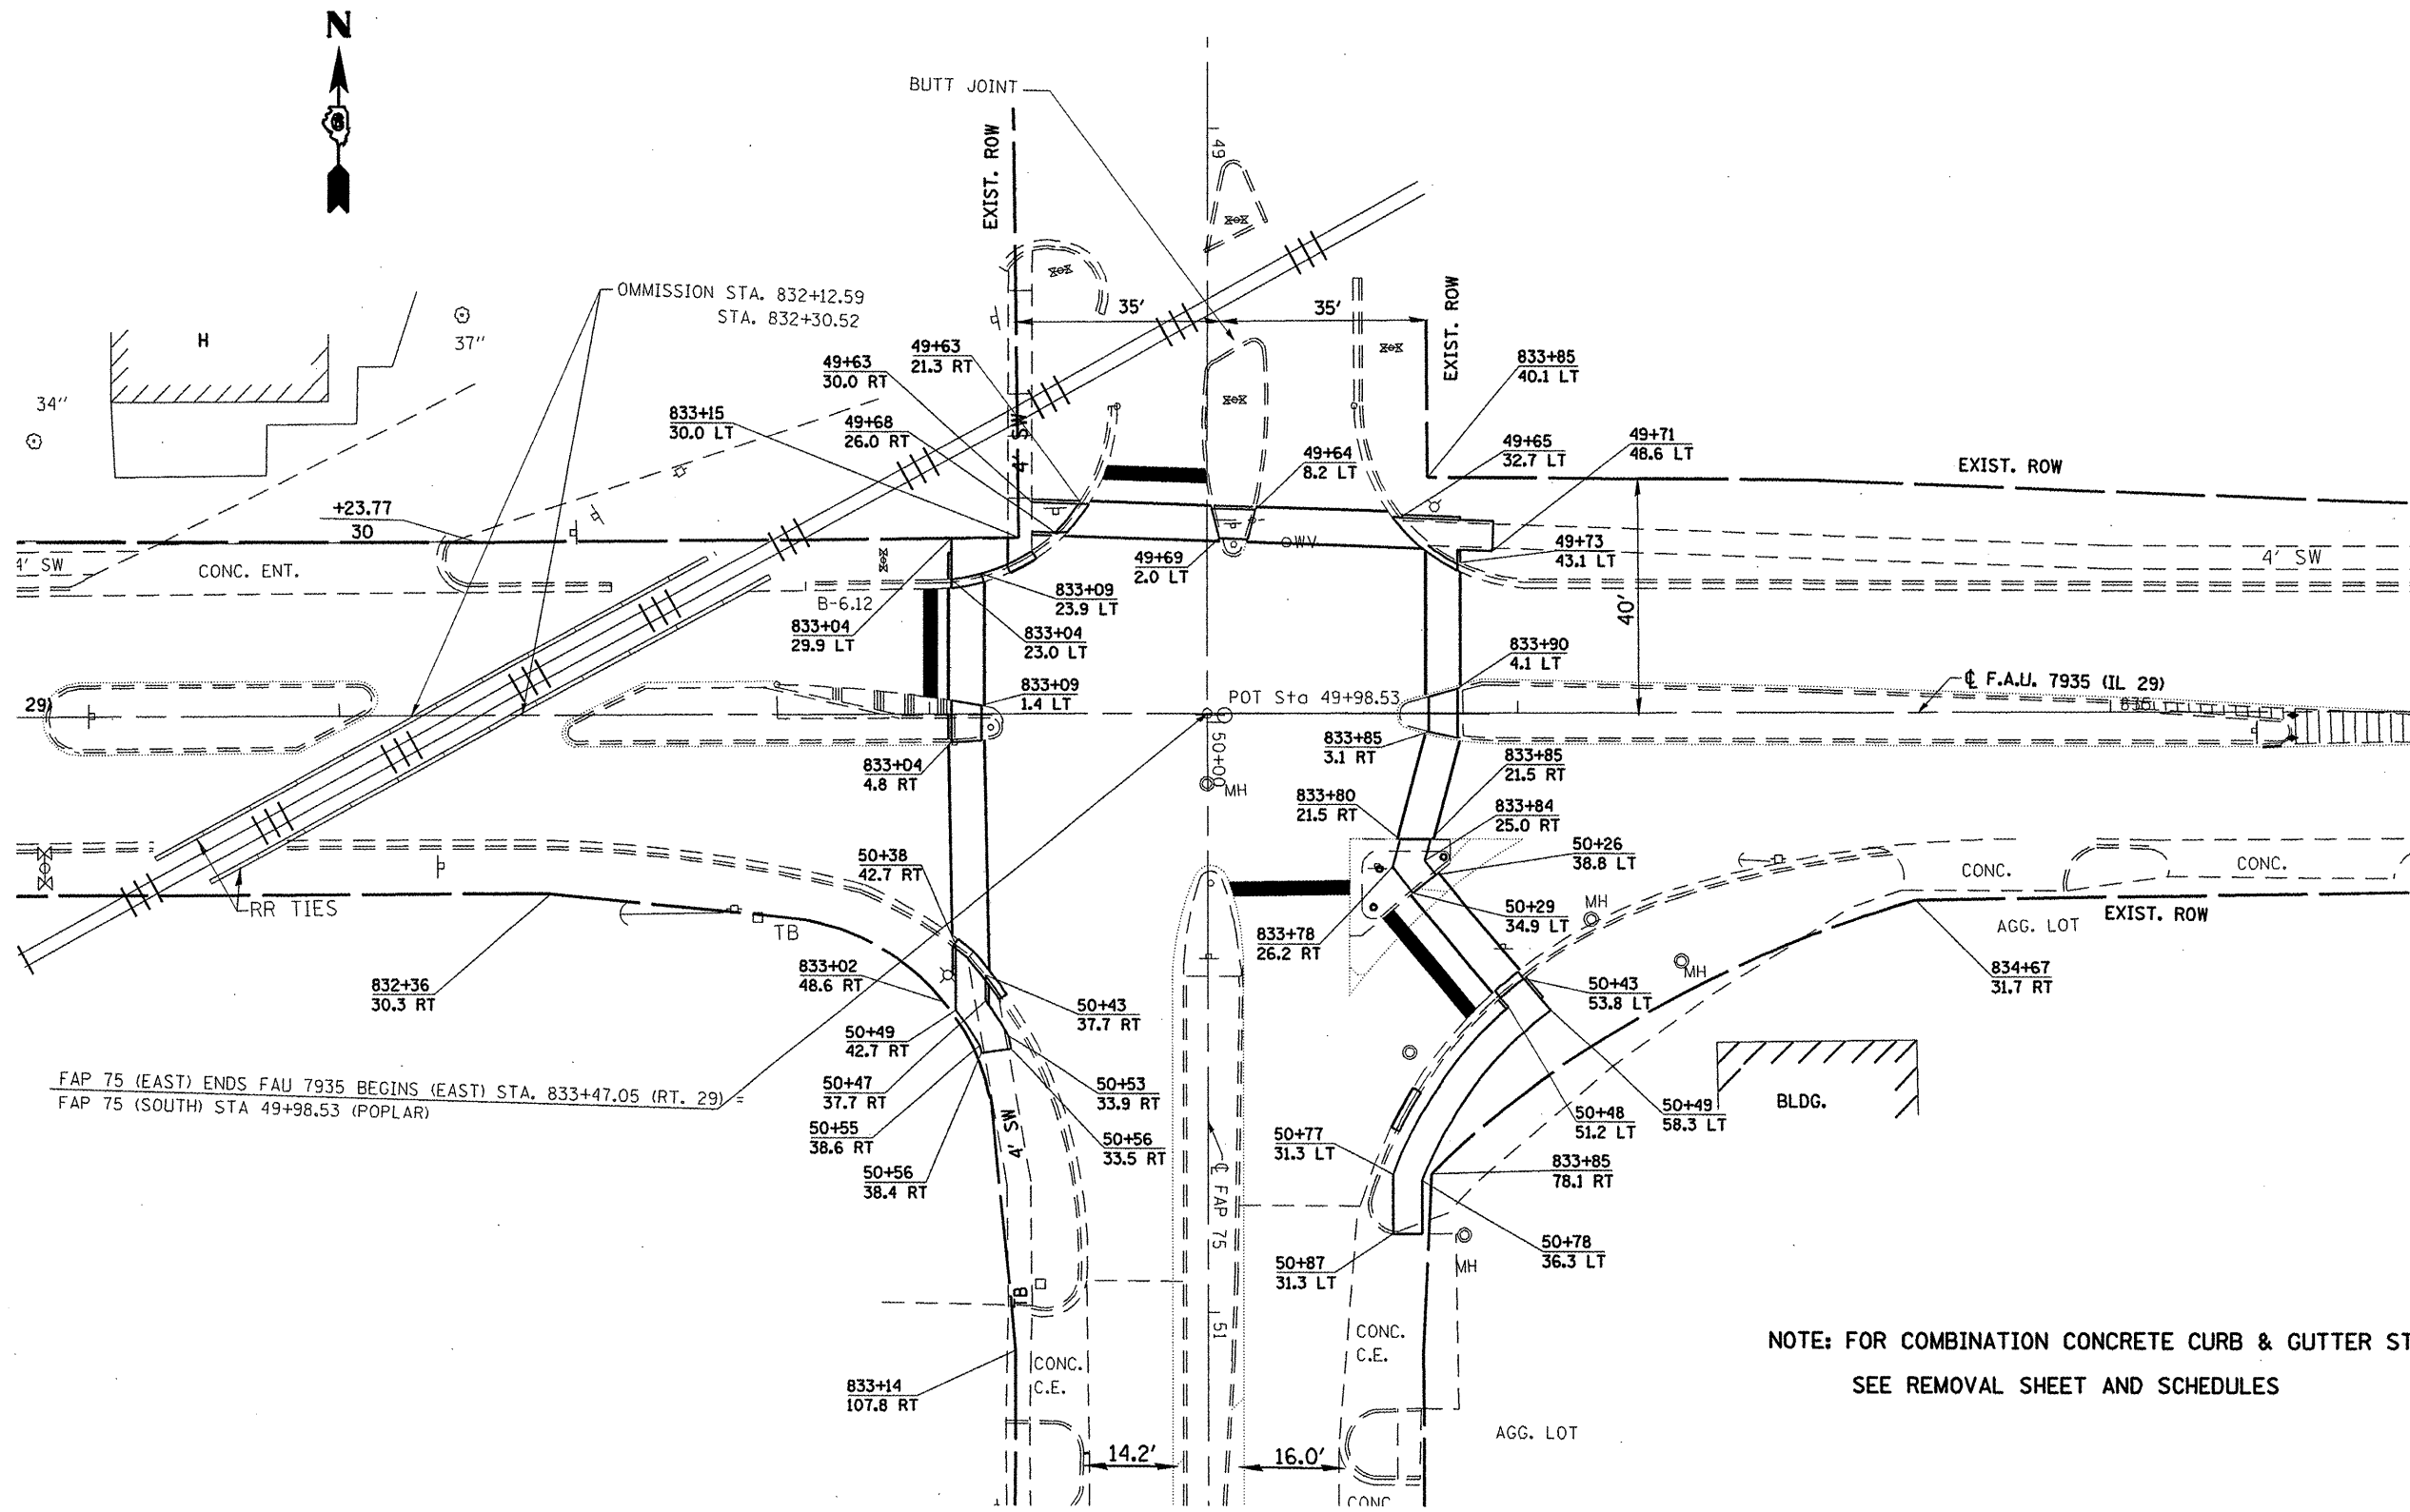 N
BUTT JOINT
49
EXIST. ROW
OMMISSION STA. 832+12.59
STA. 832+30.52
35'
35'
EXIST. ROW
H
37"
34"
49+63
21.3 RT
49+63
30.0 RT
833+15
30.0 LT
49+68
26.0 RT
4' SW
833+85
40.1 LT
49+65
32.7 LT
49+71
48.6 LT
49+64
8.2 LT
EXIST. ROW
+23.77
30
4' SW
CONC. ENT.
B-6.12
WV
49+69
2.0 LT
49+73
43.1 LT
4' SW
833+09
23.9 LT
833+04
29.9 LT
833+04
23.0 LT
40'
833+90
4.1 LT
833+09
1.4 LT
POT Sta 49+98.53
℄ F.A.U. 7935 (IL 29)
29)
50+00
833+04
4.8 RT
833+85
3.1 RT
833+85
21.5 RT
MH
833+80
21.5 RT
833+84
25.0 RT
50+38
42.7 RT
50+26
38.8 LT
CONC.
CONC.
RR TIES
TB
MH
50+29
34.9 LT
AGG. LOT
EXIST. ROW
833+78
26.2 RT
833+02
48.6 RT
MH
834+67
31.7 RT
832+36
30.3 RT
50+43
53.8 LT
50+43
37.7 RT
50+49
42.7 RT
FAP 75 (EAST) ENDS FAU 7935 BEGINS (EAST) STA. 833+47.05 (RT. 29) =
FAP 75 (SOUTH) STA 49+98.53 (POPLAR)
50+47
37.7 RT
50+53
33.9 RT
50+48
51.2 LT
50+49
58.3 LT
BLDG.
50+55
38.6 RT
4' SW
50+56
33.5 RT
50+77
31.3 LT
833+85
78.1 RT
50+56
38.4 RT
℄ FAP 75
50+78
36.3 LT
50+87
31.3 LT
MH
TB
51
CONC.
C.E.
NOTE: FOR COMBINATION CONCRETE CURB & GUTTER ST
SEE REMOVAL SHEET AND SCHEDULES
CONC.
C.E.
833+14
107.8 RT
AGG. LOT
14.2'
16.0'
CONC